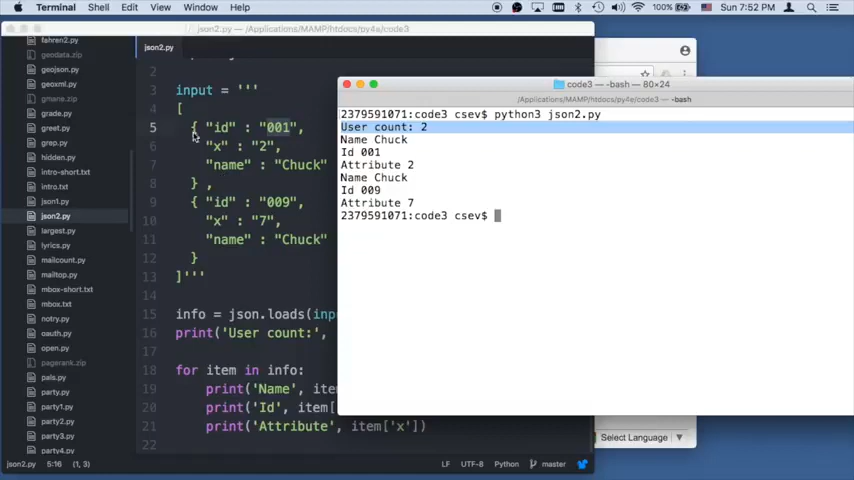 Terminal Shell Edit View Window Help
100% Sun 7:52 PM
json2.py — /Applications/MAMP/htdocs/py4e/code3
fahren2.py
geodata.zip
geojson.py
geoxml.py
gmane.zip
grade.py
greet.py
grep.py
hidden.py
intro-short.txt
intro.txt
json1.py
json2.py
largest.py
lyrics.py
mailcount.py
mailtop.py
mbox-short.txt
mbox.txt
notry.py
oauth.py
open.py
pagerank.zip
pals.py
party.py
party1.py
party2.py
party3.py
party4.py
json2.py
2
3 input = '''
4 [
5 { "id" : "001",
6 "x" : "2",
7 "name" : "Chuck"
8 } ,
9 { "id" : "009",
10 "x" : "7",
11 "name" : "Chuck"
12 }
13 ]'''
14
15 info = json.loads(inpu
16 print('User count:',
17
18 for item in info:
19 print('Name', item
20 print('Id', item[
21 print('Attribute', item['x'])
22
json2.py 5:16 (1, 3) LF UTF-8 Python master
code3 — -bash — 80×24
/Applications/MAMP/htdocs/py4e/code3 — -bash
2379591071:code3 csev$ python3 json2.py
User count: 2
Name Chuck
Id 001
Attribute 2
Name Chuck
Id 009
Attribute 7
2379591071:code3 csev$
Select Language ▼